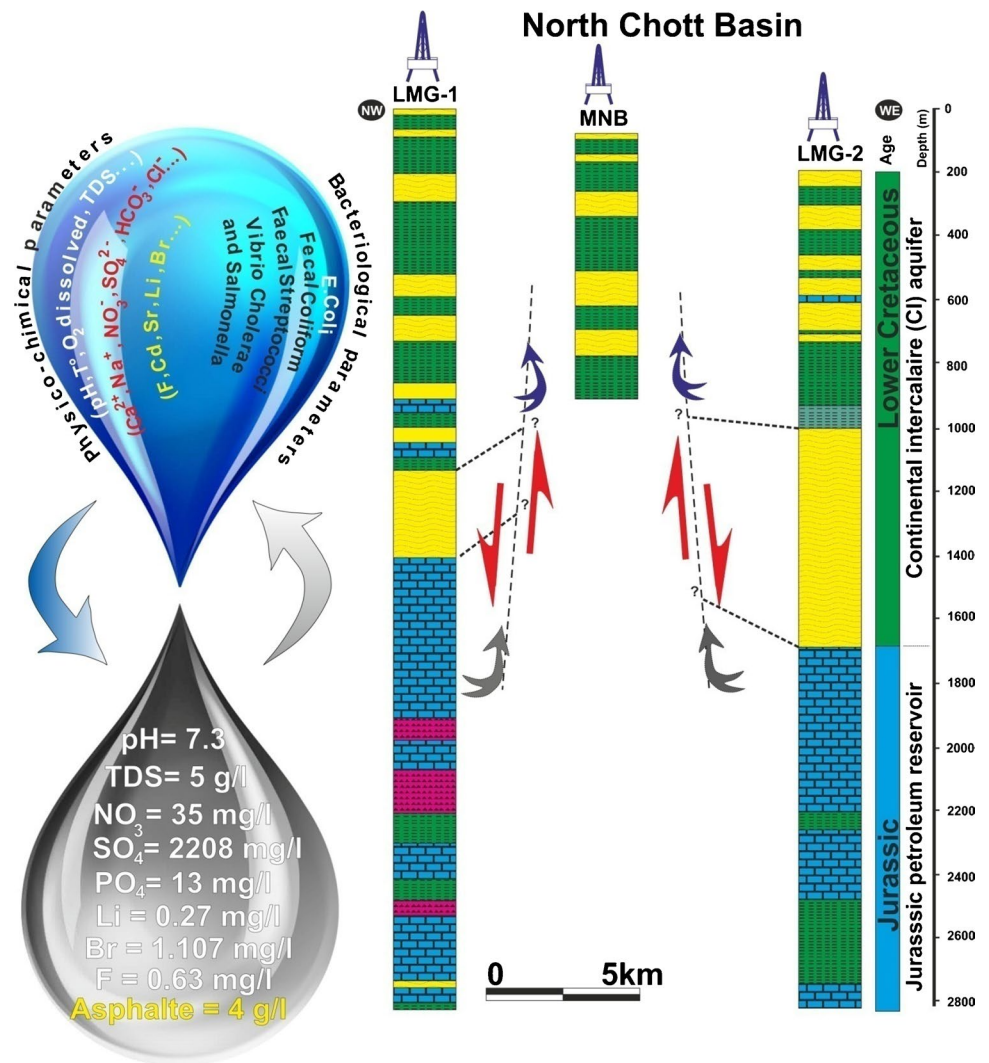 North Chott Basin
LMG-1
MNB
LMG-2
NW
WE
Age
Depth (m)
Physico-chimical parameters
(pH, T°, O2 dissolved, TDS...)
(Ca2+, Na+, NO3-, SO42-, HCO3-, Cl-...)
(F, Cd, Sr, Li, Br...)
Bacteriological parameters
E Coli
Fecal Coliform
Faecal Streptococci
Vibrio Cholerae
and Salmonella
pH= 7.3
TDS= 5 g/l
NO3= 35 mg/l
SO4= 2208 mg/l
PO4= 13 mg/l
Li = 0.27 mg/l
Br = 1.107 mg/l
F = 0.63 mg/l
Asphalte = 4 g/l
?
?
?
?
0 5km
Lower Cretaceous
Jurassic
Continental intercalaire (CI) aquifer
Jurasssic petroleum reservoir
0
200
400
600
800
1000
1200
1400
1600
1800
2000
2200
2400
2600
2800